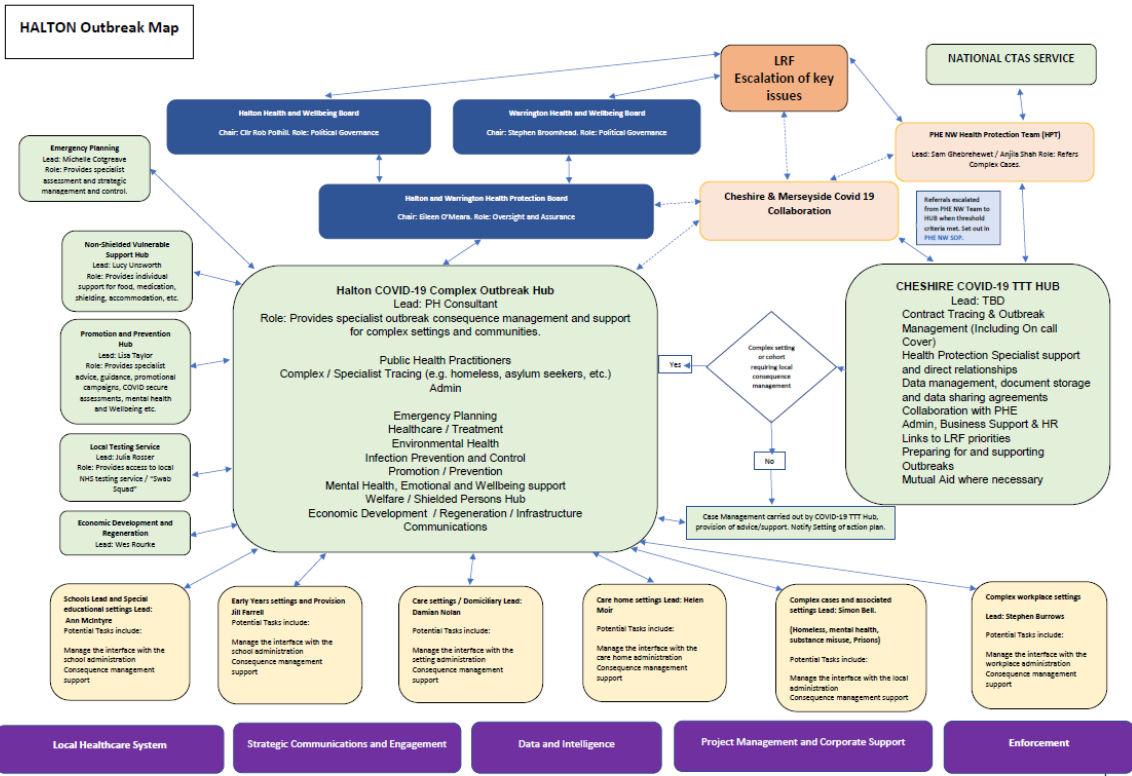 HALTON Outbreak Map
LRF
Escalation of key
issues
NATIONAL CTAS SERVICE
Halton Health and Wellbeing Board
Chair: Cllr Rob Polhill. Role: Political Governance
Warrington Health and Wellbeing Board
Chair: Stephen Broomhead. Role: Political Governance
PHE NW Health Protection Team (HPT)
Lead: Sam Ghebrehewet / Anjila Shah Role: Refers
Complex Cases.
Emergency Planning
Lead: Michelle Cotgreave
Role: Provides specialist
assessment and strategic
management and control.
Halton and Warrington Health Protection Board
Chair: Eileen O'Meara. Role: Oversight and Assurance
Cheshire & Merseyside Covid 19
Collaboration
Referrals escalated
from PHE NW Team to
HUB when threshold
criteria met. Set out in
PHE NW SOP.
Non-Shielded Vulnerable
Support Hub
Lead: Lucy Unsworth
Role: Provides individual
support for food, medication,
shielding, accommodation, etc.
Promotion and Prevention
Hub
Lead: Lisa Taylor
Role: Provides specialist
advice, guidance, promotional
campaigns, COVID secure
assessments, mental health
and Wellbeing etc.
Local Testing Service
Lead: Julia Rosser
Role: Provides access to local
NHS testing service / "Swab
Squad"
Economic Development and
Regeneration
Lead: Wes Rourke
Halton COVID-19 Complex Outbreak Hub
Lead: PH Consultant
Role: Provides specialist outbreak consequence management and support
for complex settings and communities.
Public Health Practitioners
Complex / Specialist Tracing (e.g. homeless, asylum seekers, etc.)
Admin
Emergency Planning
Healthcare / Treatment
Environmental Health
Infection Prevention and Control
Promotion / Prevention
Mental Health, Emotional and Wellbeing support
Welfare / Shielded Persons Hub
Economic Development / Regeneration / Infrastructure
Communications
Yes
Complex setting
or cohort
requiring local
consequence
management
No
Case Management carried out by COVID-19 TTT Hub,
provision of advice/support. Notify Setting of action plan.
CHESHIRE COVID-19 TTT HUB
Lead: TBD
Contract Tracing & Outbreak
Management (Including On call
Cover)
Health Protection Specialist support
and direct relationships
Data management, document storage
and data sharing agreements
Collaboration with PHE
Admin, Business Support & HR
Links to LRF priorities
Preparing for and supporting
Outbreaks
Mutual Aid where necessary
Schools Lead and Special
educational settings Lead:
Ann McIntyre
Potential Tasks include:
Manage the interface with the
school administration
Consequence management
support
Early Years settings and Provision
Jill Farrell
Potential Tasks include:
Manage the interface with the
school administration
Consequence management
support
Care settings / Domiciliary Lead:
Damian Nolan
Potential Tasks include:
Manage the interface with the
setting administration
Consequence management
support
Care home settings Lead: Helen
Moir
Potential Tasks include:
Manage the interface with the
care home administration
Consequence management
support
Complex cases and associated
settings Lead: Simon Bell.
(Homeless, mental health,
substance misuse, Prisons)
Potential Tasks include:
Manage the interface with the local
administration
Consequence management support
Complex workplace settings
Lead: Stephen Burrows
Potential Tasks include:
Manage the interface with the
workplace administration
Consequence management
support
Local Healthcare System
Strategic Communications and Engagement
Data and Intelligence
Project Management and Corporate Support
Enforcement